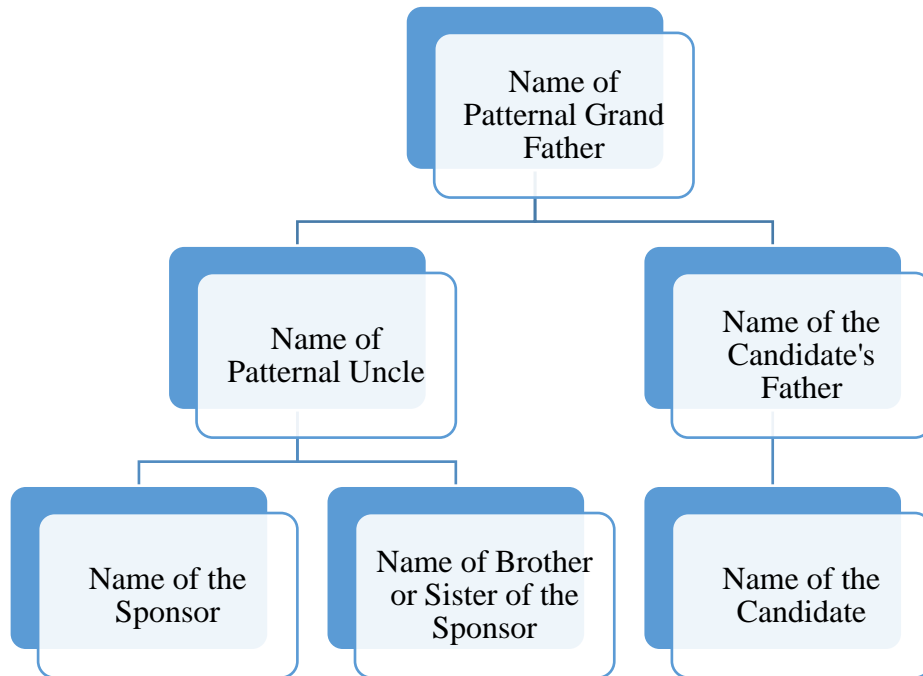 Name of
Patternal Grand
Father
Name of
Patternal Uncle
Name of the
Candidate's
Father
Name of the
Sponsor
Name of Brother
or Sister of the
Sponsor
Name of the
Candidate